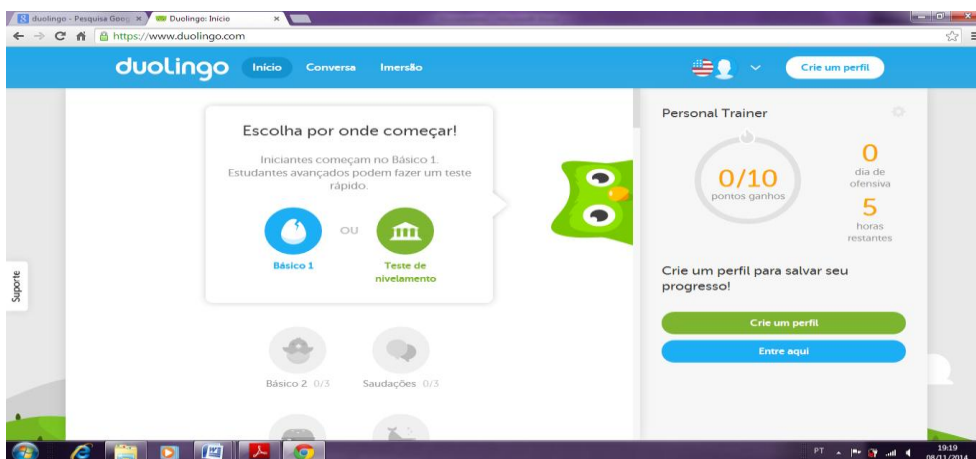 duolingo - Pesquisa Goog
Duolingo: Início
https://www.duolingo.com
duolingo
Início
Conversa
Imersão
Crie um perfil
Escolha por onde começar!
Iniciantes começam no Básico 1.
Estudantes avançados podem fazer um teste
rápido.
OU
Básico 1
Teste de
nivelamento
Básico 2 0/3
Saudações 0/3
Personal Trainer
0/10
pontos ganhos
0
dia de
ofensiva
5
horas
restantes
Crie um perfil para salvar seu
progresso!
Crie um perfil
Entre aqui
Suporte
PT
19:19
08/11/2014